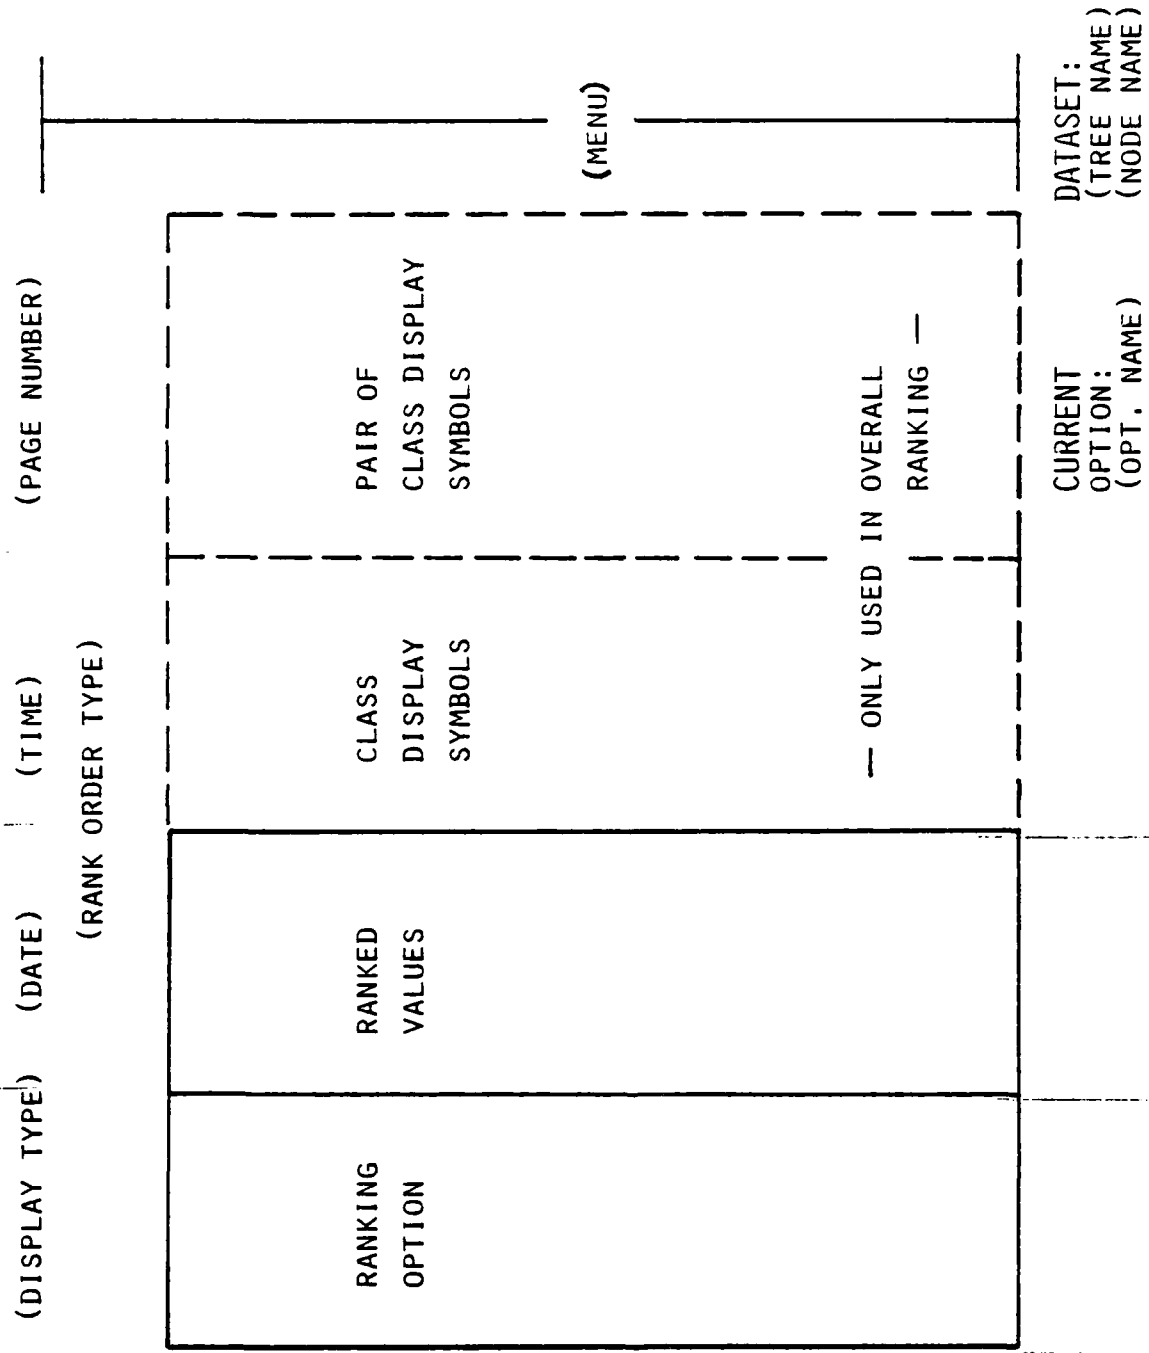 (DISPLAY TYPE) (DATE) (TIME) (PAGE NUMBER)
(RANK ORDER TYPE)
RANKING
OPTION
RANKED
VALUES
CLASS
DISPLAY
SYMBOLS
PAIR OF
CLASS DISPLAY
SYMBOLS
— ONLY USED IN OVERALL
RANKING —
(MENU)
CURRENT
OPTION:
(OPT. NAME)
DATASET:
(TREE NAME)
(NODE NAME)